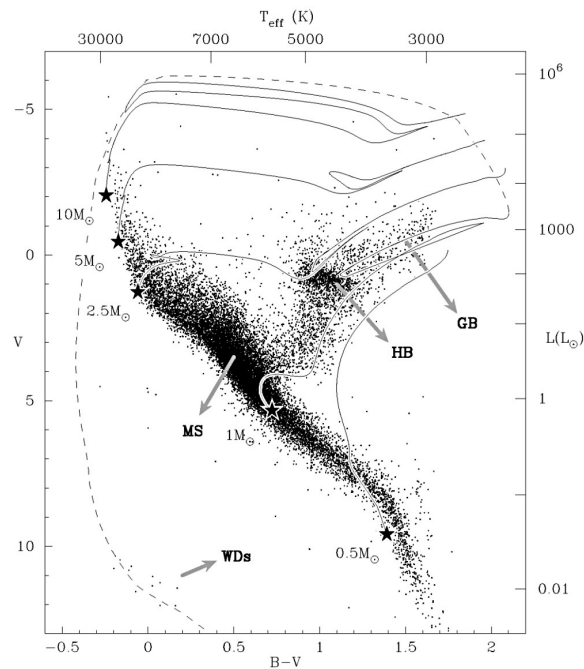 T_eff (K)
30000 7000 5000 3000
10^6
-5
10M⊙
0 1000
5M⊙
2.5M⊙
GB
HB
V L(L⊙)
5 1
MS
1M⊙
10 WDs 0.5M⊙
0.01
-0.5 0 0.5 1 1.5 2
B-V